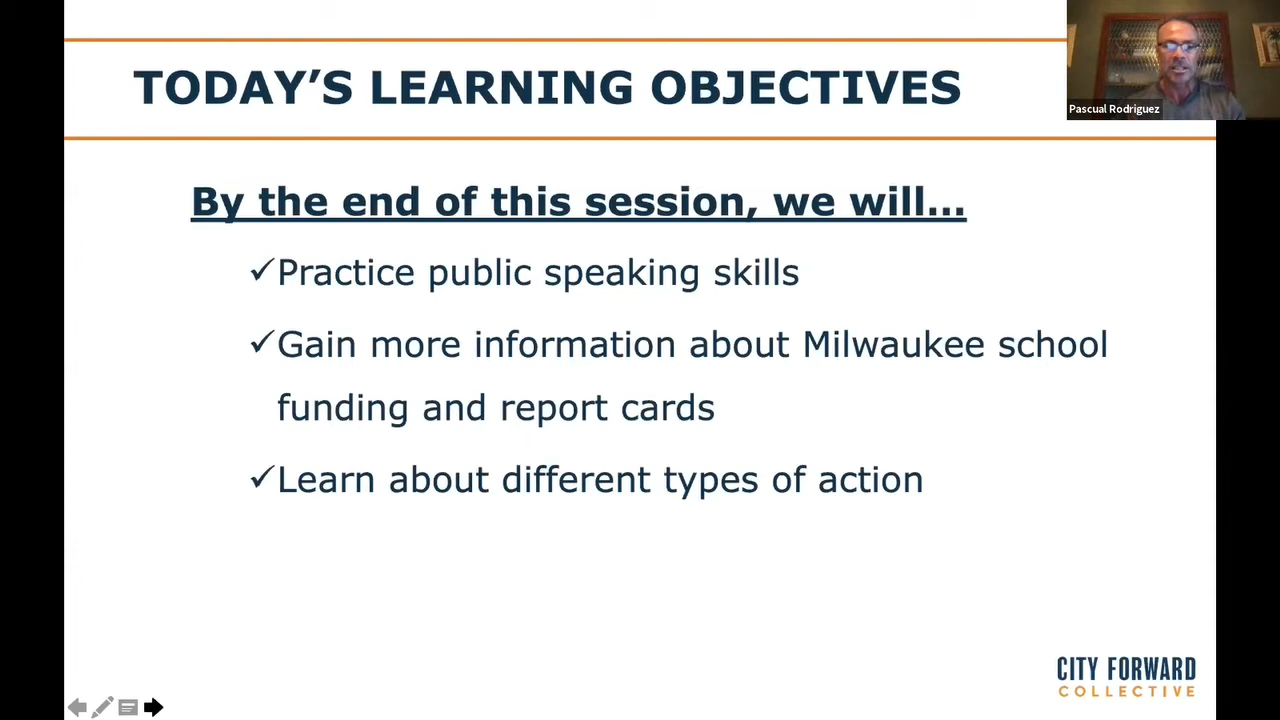 TODAY’S LEARNING OBJECTIVES
Pascual Rodriguez
By the end of this session, we will…
✓Practice public speaking skills
✓Gain more information about Milwaukee school
funding and report cards
✓Learn about different types of action
CITY FORWARD
COLLECTIVE